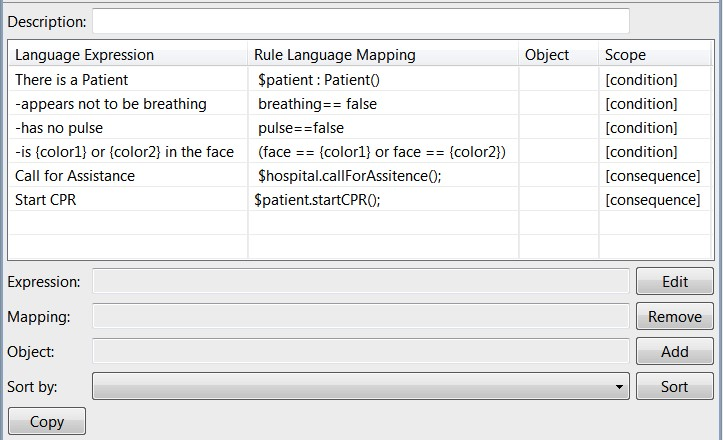 Description:
Language Expression Rule Language Mapping Object Scope
There is a Patient $patient : Patient() [condition]
-appears not to be breathing breathing== false [condition]
-has no pulse pulse==false [condition]
-is {color1} or {color2} in the face (face == {color1} or face == {color2}) [condition]
Call for Assistance $hospital.callForAssitence(); [consequence]
Start CPR $patient.startCPR(); [consequence]
Expression: Edit
Mapping: Remove
Object: Add
Sort by: Sort
Copy